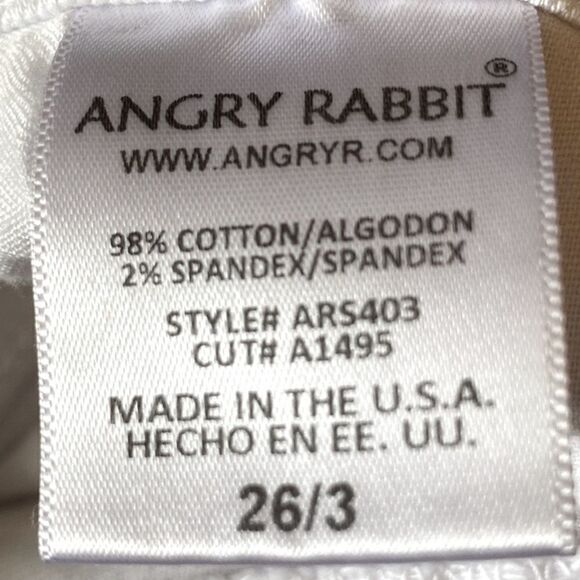 ANGRY RABBIT®
WWW.ANGRYR.COM
98% COTTON/ALGODON
2% SPANDEX/SPANDEX
STYLE# ARS403
CUT# A1495
MADE IN THE U.S.A.
HECHO EN EE. UU.
26/3